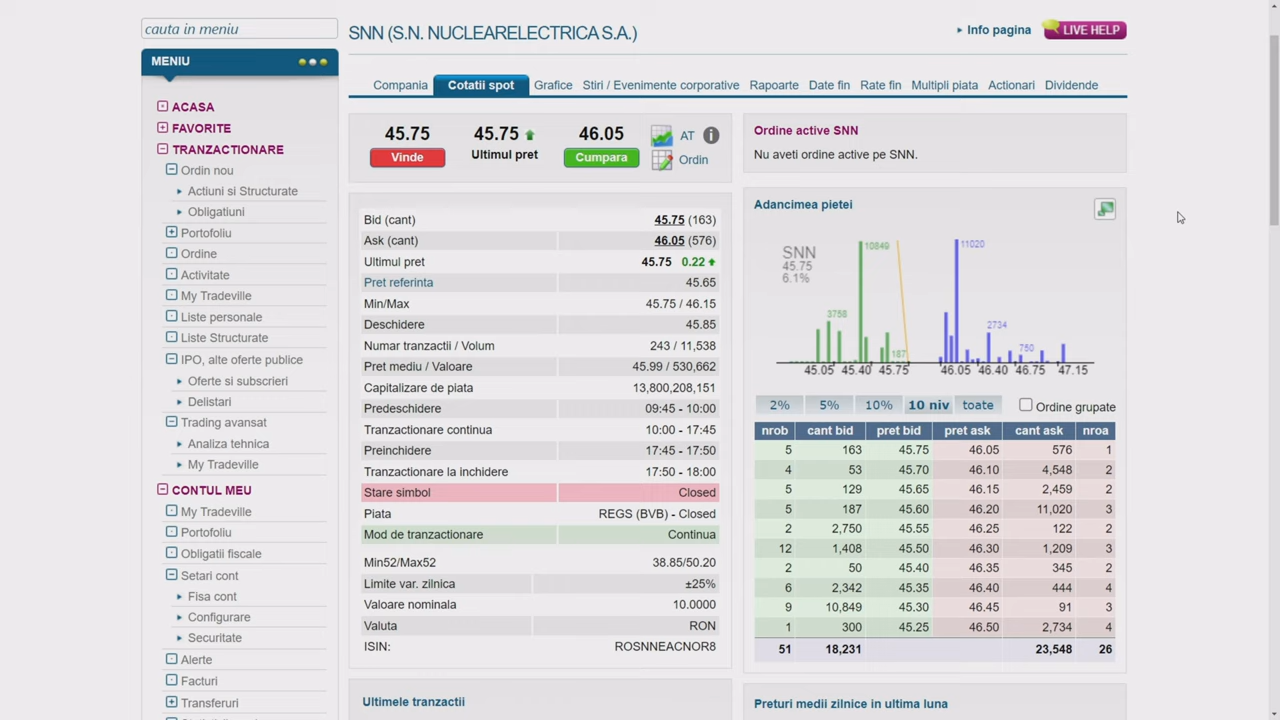 cauta in meniu
MENIU
ACASA
FAVORITE
TRANZACTIONARE
Ordin nou
Actiuni si Structurate
Obligatiuni
Portofoliu
Ordine
Activitate
My Tradeville
Liste personale
Liste Structurate
IPO, alte oferte publice
Oferte si subscrieri
Delistari
Trading avansat
Analiza tehnica
My Tradeville
CONTUL MEU
My Tradeville
Portofoliu
Obligatii fiscale
Setari cont
Fisa cont
Configurare
Securitate
Alerte
Facturi
Transferuri
SNN (S.N. NUCLEARELECTRICA S.A.)
Info pagina
LIVE HELP
Compania Cotatii spot Grafice Stiri / Evenimente corporative Rapoarte Date fin Rate fin Multipli piata Actionari Dividende
45.75 45.75 46.05 AT i
Vinde Ultimul pret Cumpara Ordin
Bid (cant) 45.75 (163)
Ask (cant) 46.05 (576)
Ultimul pret 45.75 0.22
Pret referinta 45.65
Min/Max 45.75 / 46.15
Deschidere 45.85
Numar tranzactii / Volum 243 / 11,538
Pret mediu / Valoare 45.99 / 530,662
Capitalizare de piata 13,800,208,151
Predeschidere 09:45 - 10:00
Tranzactionare continua 10:00 - 17:45
Preinchidere 17:45 - 17:50
Tranzactionare la inchidere 17:50 - 18:00
Stare simbol Closed
Piata REGS (BVB) - Closed
Mod de tranzactionare Continua
Min52/Max52 38.85/50.20
Limite var. zilnica ±25%
Valoare nominala 10.0000
Valuta RON
ISIN: ROSNNEACNOR8
Ultimele tranzactii
Ordine active SNN
Nu aveti ordine active pe SNN.
Adancimea pietei
SNN
45.75
6.1%
10849 11020
3758 187 2734 750
45.05 45.40 45.75 46.05 46.40 46.75 47.15
2% 5% 10% 10 niv toate Ordine grupate
nrob cant bid pret bid pret ask cant ask nroa
5 163 45.75 46.05 576 1
4 53 45.70 46.10 4,548 2
5 129 45.65 46.15 2,459 2
5 187 45.60 46.20 11,020 3
2 2,750 45.55 46.25 122 2
12 1,408 45.50 46.30 1,209 3
2 50 45.40 46.35 345 2
6 2,342 45.35 46.40 444 4
9 10,849 45.30 46.45 91 3
1 300 45.25 46.50 2,734 4
51 18,231 23,548 26
Preturi medii zilnice in ultima luna